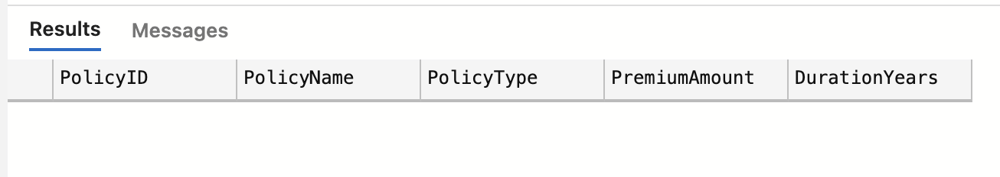 Results Messages
PolicyID PolicyName PolicyType PremiumAmount DurationYears